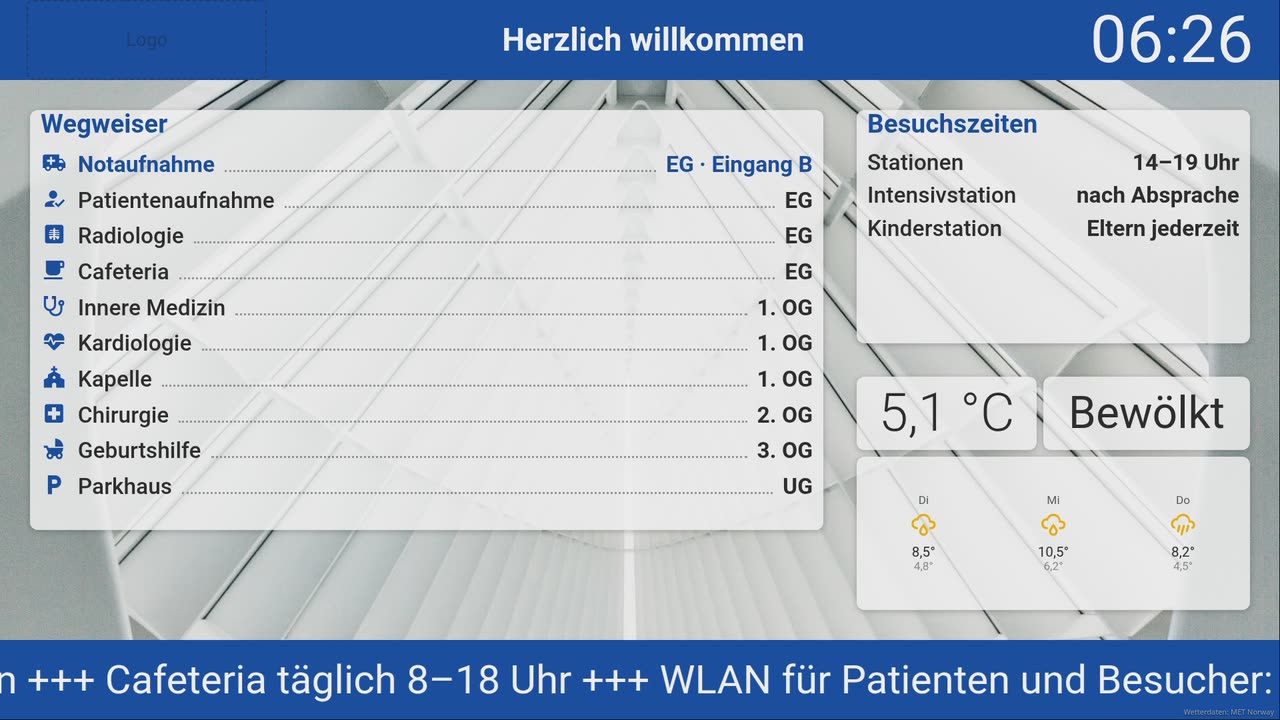 Logo
Herzlich willkommen
06:26
Wegweiser
Notaufnahme EG · Eingang B
Patientenaufnahme EG
Radiologie EG
Cafeteria EG
Innere Medizin 1. OG
Kardiologie 1. OG
Kapelle 1. OG
Chirurgie 2. OG
Geburtshilfe 3. OG
P Parkhaus UG
Besuchszeiten
Stationen 14–19 Uhr
Intensivstation nach Absprache
Kinderstation Eltern jederzeit
5,1 °C Bewölkt
Di Mi Do
8,5° 10,5° 8,2°
4,8° 6,2° 4,5°
n +++ Cafeteria täglich 8–18 Uhr +++ WLAN für Patienten und Besucher:
Wetterdaten: MET Norway